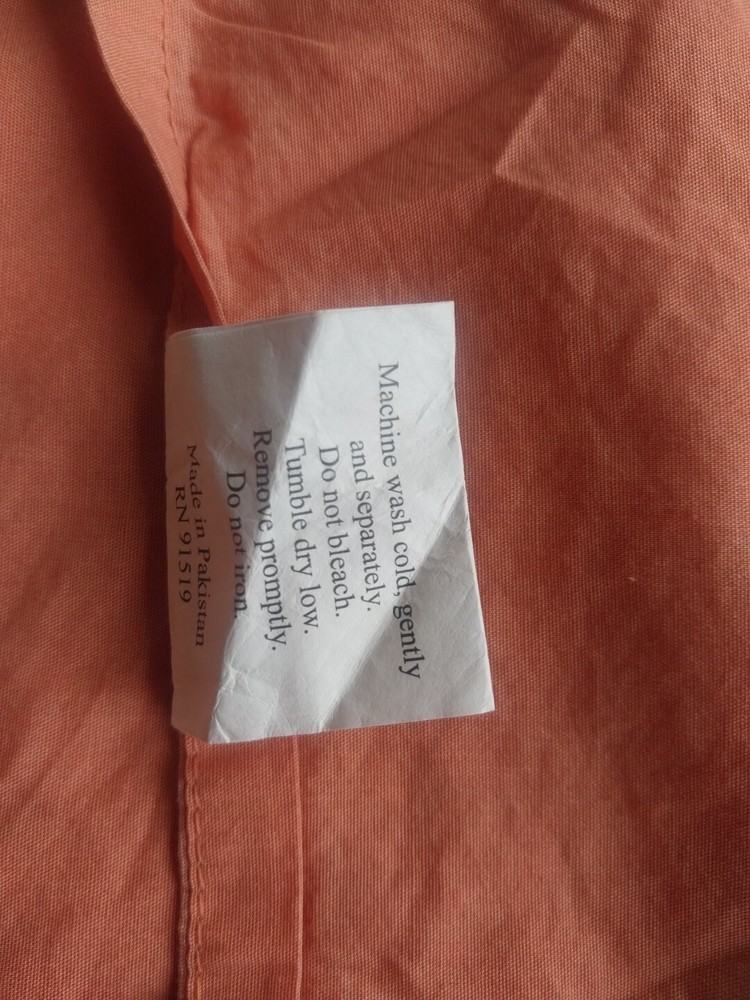 Machine wash cold, gently
and separately.
Do not bleach.
Tumble dry low.
Remove promptly.
Do not iron.
Made in Pakistan
RN 91519